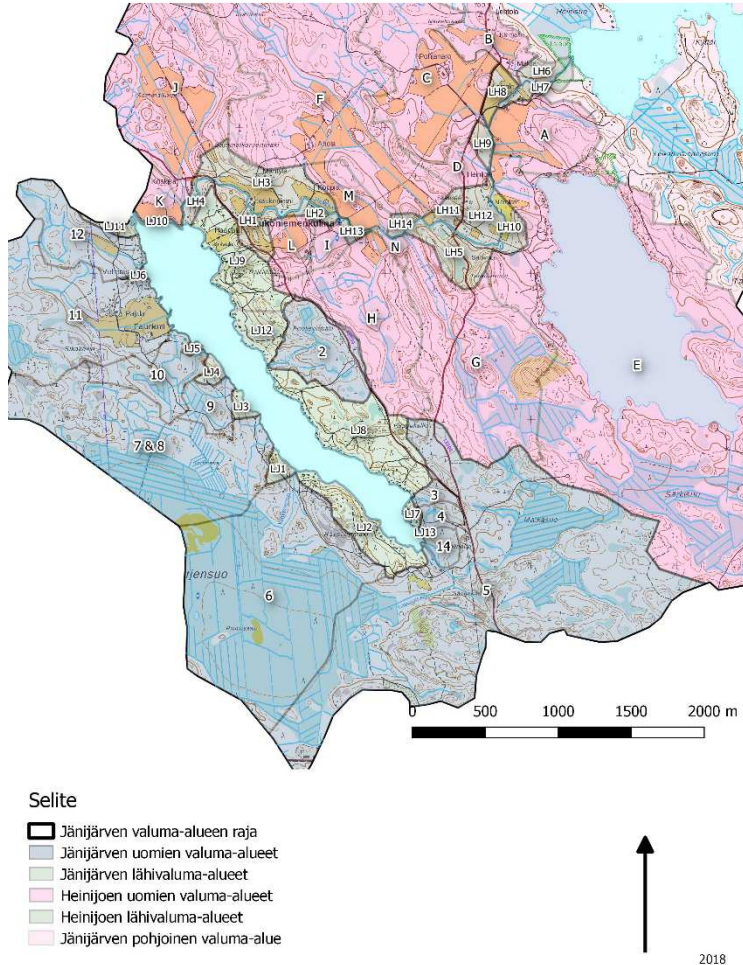 B
LH6
C
LH7
LH8
J
F
A
LH9
D
LH3
M
K
LH4
LH11
LH2
LH1
LH12
LJ10
LJ11
LH14
LH13
LH10
12
L
I
N
LH5
LJ9
LJ6
H
11
LJ12
2
G
E
LJ5
10
LJ4
9
LJ3
LJ8
7 & 8
LJ1
3
LJ7
4
LJ2
LJ13
14
5
6
0 500 1000 1500 2000 m
Selite
Jänijärven valuma-alueen raja
Jänijärven uomien valuma-alueet
Jänijärven lähivaluma-alueet
Heinijoen uomien valuma-alueet
Heinijoen lähivaluma-alueet
Jänijärven pohjoinen valuma-alue
2018